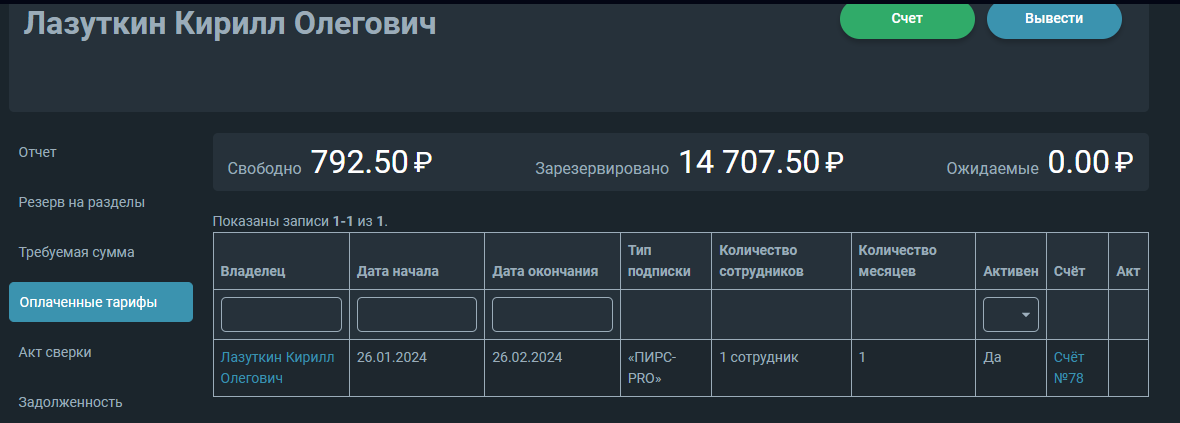 Лазуткин Кирилл Олегович
Счет
Вывести
Отчет
Резерв на разделы
Требуемая сумма
Оплаченные тарифы
Акт сверки
Задолженность
Свободно 792.50 ₽
Зарезервировано 14 707.50 ₽
Ожидаемые 0.00 ₽
Показаны записи 1-1 из 1.
Владелец
Дата начала
Дата окончания
Тип
подписки
Количество
сотрудников
Количество
месяцев
Активен
Счёт
Акт
Лазуткин Кирилл
Олегович
26.01.2024
26.02.2024
«ПИРС-
PRO»
1 сотрудник
1
Да
Счёт
№78